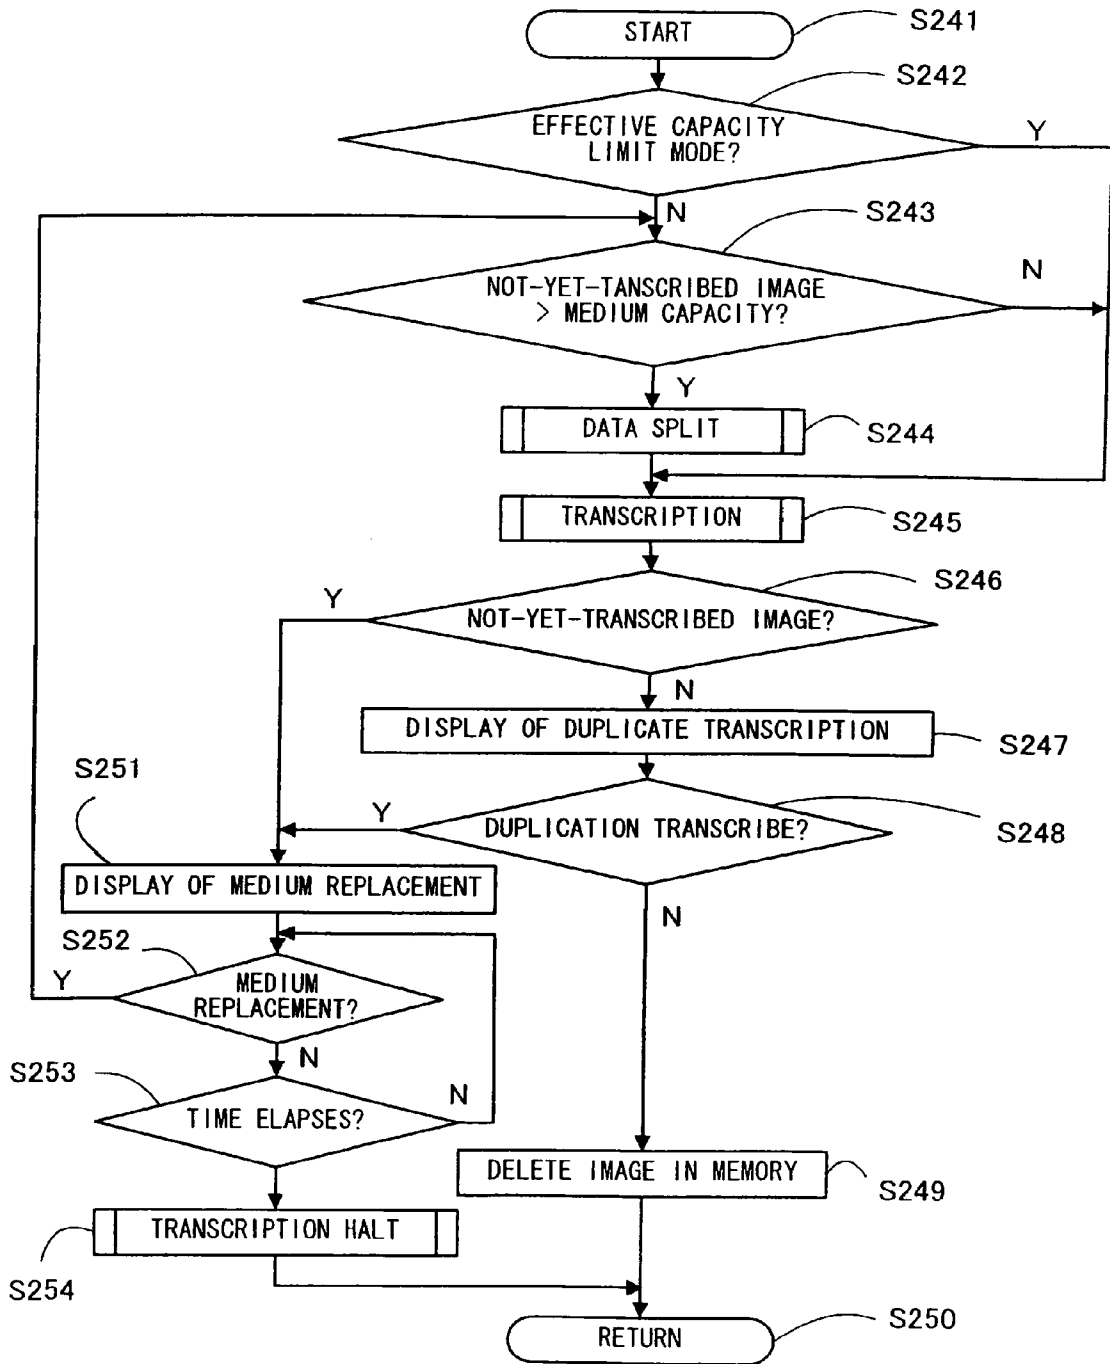 START
S241
S242
EFFECTIVE CAPACITY
LIMIT MODE?
Y
N
S243
NOT-YET-TANSCRIBED IMAGE
> MEDIUM CAPACITY?
N
Y
DATA SPLIT
S244
TRANSCRIPTION
S245
S246
NOT-YET-TRANSCRIBED IMAGE?
Y
N
DISPLAY OF DUPLICATE TRANSCRIPTION
S247
S251
DUPLICATION TRANSCRIBE?
Y
S248
DISPLAY OF MEDIUM REPLACEMENT
N
S252
MEDIUM
REPLACEMENT?
Y
N
S253
TIME ELAPSES?
N
DELETE IMAGE IN MEMORY
S249
TRANSCRIPTION HALT
S254
RETURN
S250